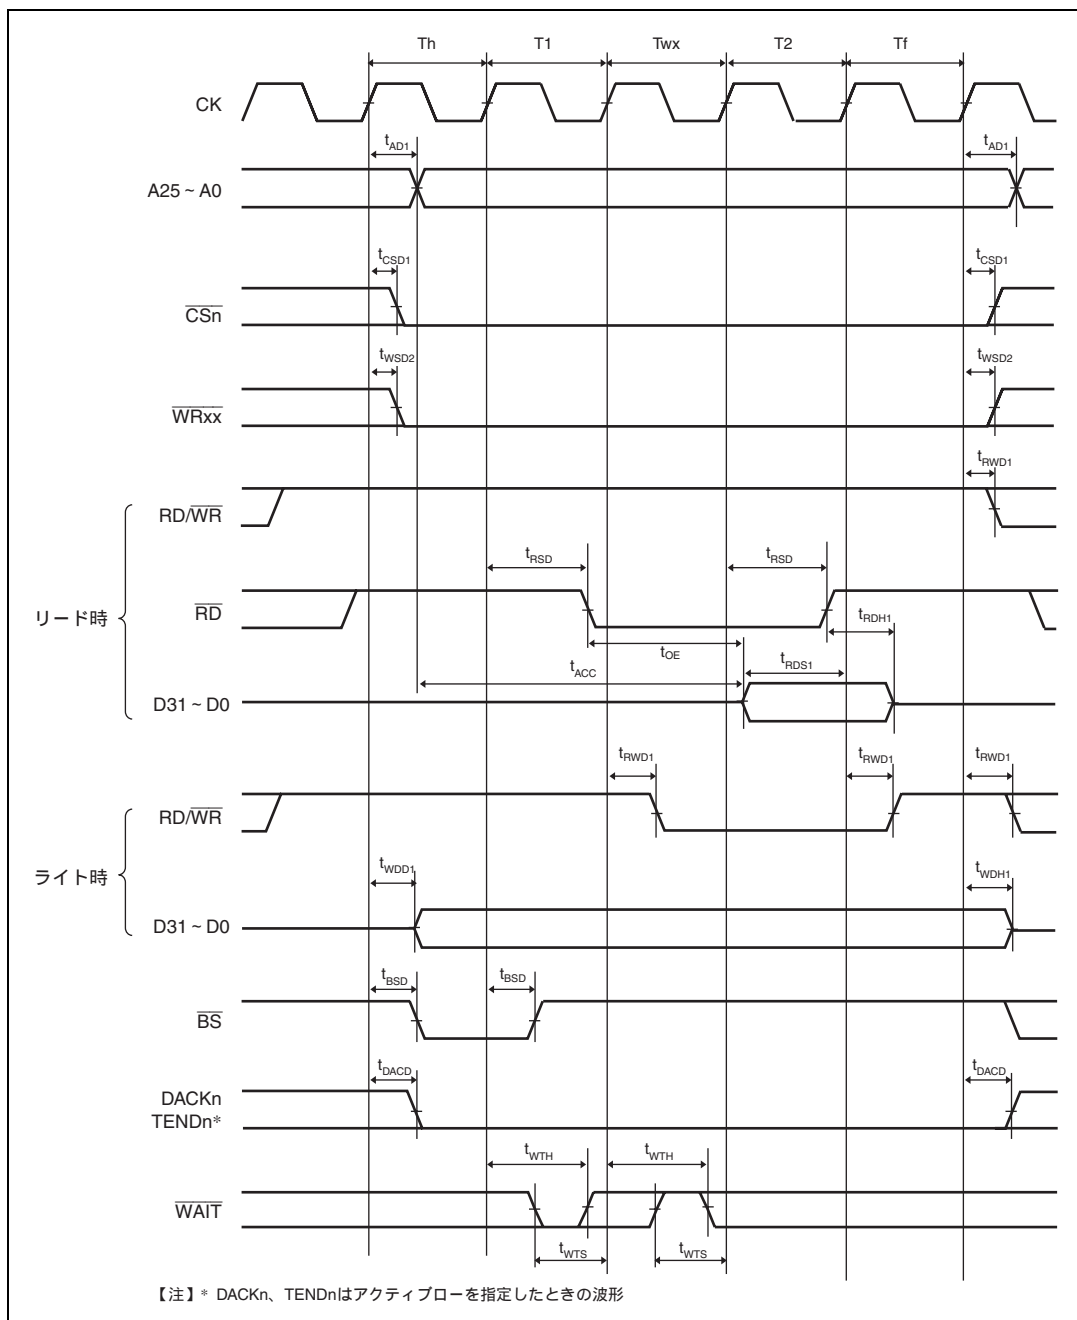 Th T1 Twx T2 Tf
CK
tAD1 tAD1
A25 ~ A0
tCSD1 tCSD1
CSn
tWSD2 tWSD2
WRxx
tRWD1
RD/WR
tRSD tRSD
リード時
RD
tRDH1
tOE
tACC tRDS1
D31 ~ D0
tRWD1 tRWD1 tRWD1
RD/WR
ライト時
tWDD1 tWDH1
D31 ~ D0
tBSD tBSD
BS
tDACD tDACD
DACKn
TENDn*
tWTH tWTH
WAIT
tWTS tWTS
【注】* DACKn、TENDnはアクティブローを指定したときの波形